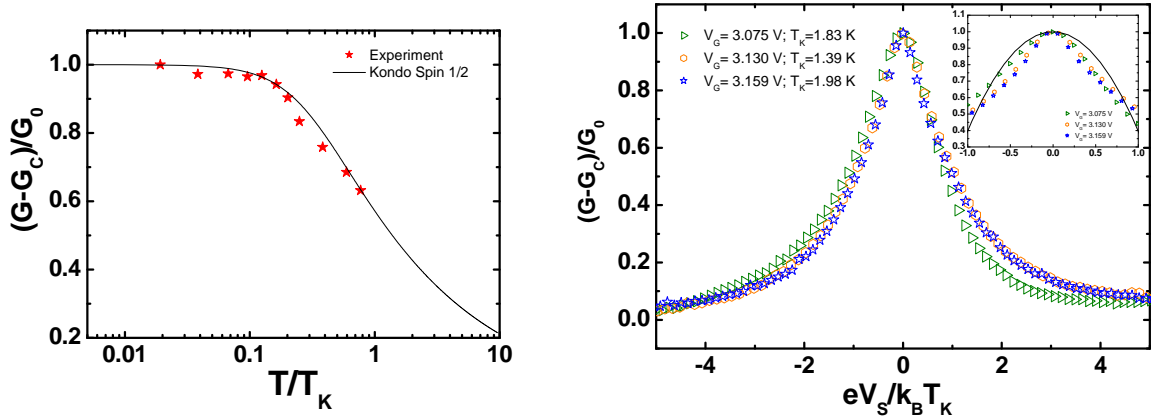 Experiment
Kondo Spin 1/2
1.0
0.8
0.6
0.4
0.2
0.01
0.1
1
10
(G-G_C)/G_0
T/T_K
V_G= 3.075 V; T_K=1.83 K
V_G= 3.130 V; T_K=1.39 K
V_G= 3.159 V; T_K=1.98 K
1.0
0.8
0.6
0.4
0.2
0.0
-4
-2
0
2
4
(G-G_C)/G_0
eV_S/k_BT_K
1.1
1.0
0.9
0.8
0.7
0.6
0.5
0.4
0.3
-1.0
-0.5
0.0
0.5
1.0
V_G= 3.075 V
V_G= 3.130 V
V_G= 3.159 V